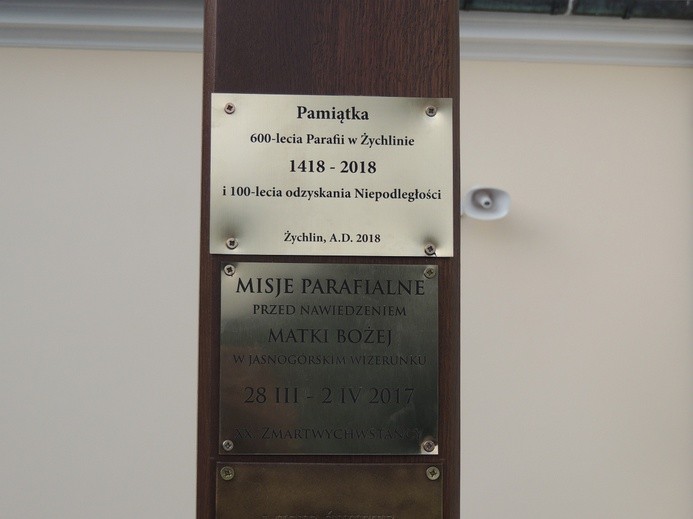 Pamiątka
600-lecia Parafii w Żychlinie
1418 - 2018
i 100-lecia odzyskania Niepodległości
Żychlin, A.D. 2018
MISJE PARAFIALNE
PRZED NAWIEDZENIEM
MATKI BOŻEJ
W JASNOGÓRSKIM WIZERUNKU
28 III - 2 IV 2017
XX. ZMARTWYCHWSTAŃCY